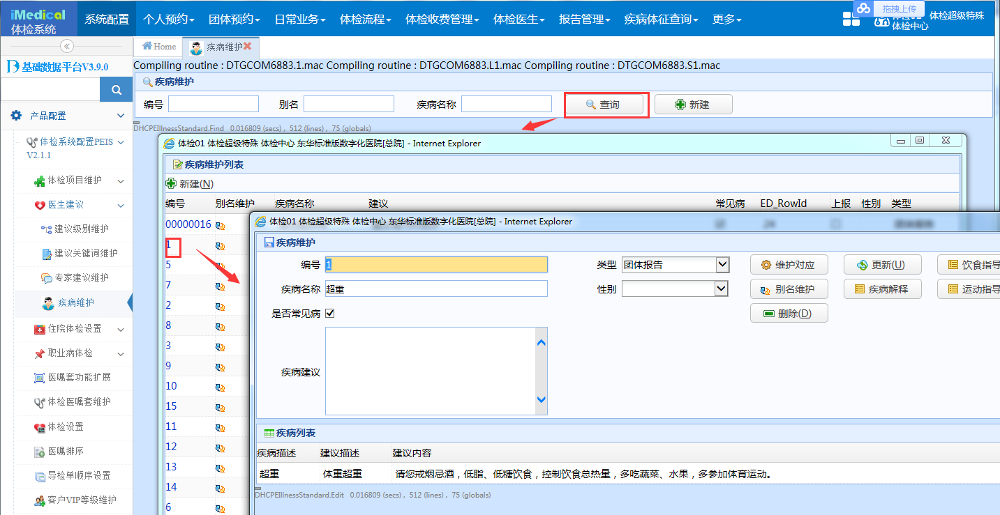 iMedical
体检系统
系统配置 个人预约 团体预约 日常业务 体检流程 体检收费管理 体检医生 报告管理 疾病体征查询 更多
拖拽上传
体检超级特殊
体检中心
Home 疾病维护
基础数据平台V3.9.0
Compiling routine : DTGCOM6883.1.mac Compiling routine : DTGCOM6883.L1.mac Compiling routine : DTGCOM6883.S1.mac
疾病维护
编号 别名 疾病名称 查询 新建
DHCPEIllnessStandard.Find 0.016809 (secs) , 512 (lines) , 75 (globals)
产品配置
体检系统配置PEIS
V2.1.1
体检项目维护
医生建议
建议级别维护
建议关键词维护
专家建议维护
疾病维护
住院体检设置
职业病体检
医嘱套功能扩展
体检医嘱套维护
体检设置
医嘱排序
导检单顺序设置
客户VIP等级维护
体检01 体检超级特殊 体检中心 东华标准版数字化医院[总院] - Internet Explorer
疾病维护列表
新建(N)
编号 别名维护 疾病名称 建议 常见病 ED_RowId 上报 性别 类型
00000016
1
5
7
2
8
3
9
10
15
11
12
13
14
6
体检01 体检超级特殊 体检中心 东华标准版数字化医院[总院] - Internet Explorer
疾病维护
编号 1 类型 团体报告 维护对应 更新(U) 饮食指导
疾病名称 超重 性别 别名维护 疾病解释 运动指导
是否常见病 删除(D)
疾病建议
疾病列表
疾病描述 建议描述 建议内容
超重 体重超重 请您戒烟忌酒，低脂、低糖饮食，控制饮食总热量，多吃蔬菜、水果，多参加体育运动。
DHCPEIllnessStandard.Edit 0.016809 (secs) , 512 (lines) , 75 (globals)